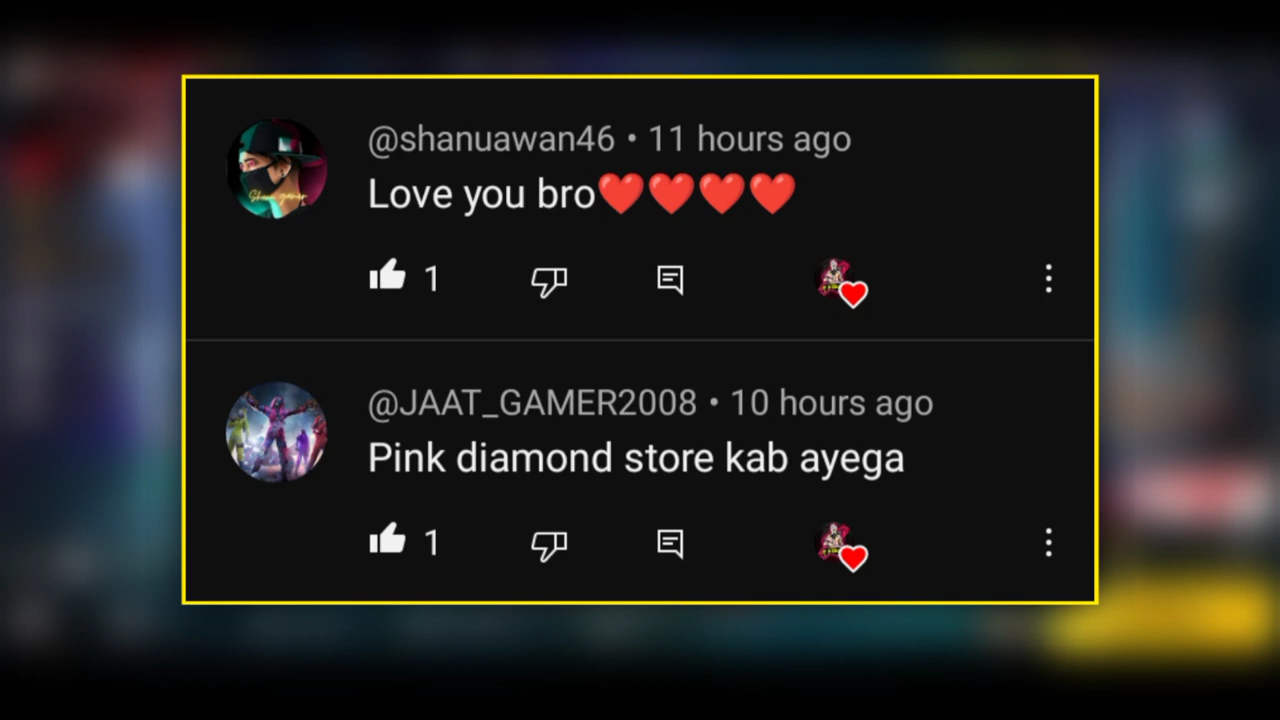 @shanuawan46 • 11 hours ago
Love you bro❤️❤️❤️❤️
1
@JAAT_GAMER2008 • 10 hours ago
Pink diamond store kab ayega
1